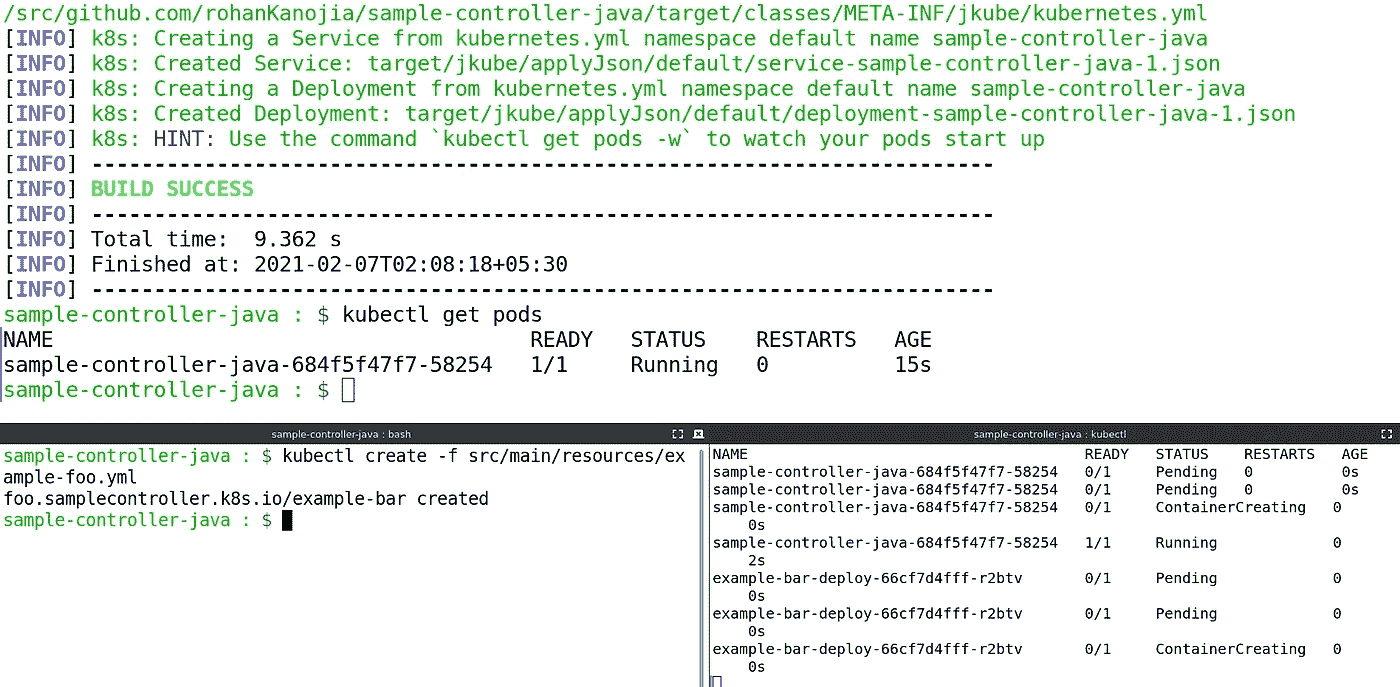 /src/github.com/rohanKanojia/sample-controller-java/target/classes/META-INF/jkube/kubernetes.yml
[INFO] k8s: Creating a Service from kubernetes.yml namespace default name sample-controller-java
[INFO] k8s: Created Service: target/jkube/applyJson/default/service-sample-controller-java-1.json
[INFO] k8s: Creating a Deployment from kubernetes.yml namespace default name sample-controller-java
[INFO] k8s: Created Deployment: target/jkube/applyJson/default/deployment-sample-controller-java-1.json
[INFO] k8s: HINT: Use the command `kubectl get pods -w` to watch your pods start up
[INFO] ------------------------------------------------------------------------
[INFO] BUILD SUCCESS
[INFO] ------------------------------------------------------------------------
[INFO] Total time:  9.362 s
[INFO] Finished at: 2021-02-07T02:08:18+05:30
[INFO] ------------------------------------------------------------------------
sample-controller-java : $ kubectl get pods
NAME                                      READY   STATUS    RESTARTS   AGE
sample-controller-java-684f5f47f7-58254   1/1     Running   0          15s
sample-controller-java : $
sample-controller-java : bash
sample-controller-java : $ kubectl create -f src/main/resources/ex
ample-foo.yml
foo.samplecontroller.k8s.io/example-bar created
sample-controller-java : $
sample-controller-java : kubectl
NAME                                      READY   STATUS    RESTARTS   AGE
sample-controller-java-684f5f47f7-58254   0/1     Pending   0          0s
sample-controller-java-684f5f47f7-58254   0/1     Pending   0          0s
sample-controller-java-684f5f47f7-58254   0/1     ContainerCreating   0
    0s
sample-controller-java-684f5f47f7-58254   1/1     Running             0
    2s
example-bar-deploy-66cf7d4fff-r2btv       0/1     Pending             0
    0s
example-bar-deploy-66cf7d4fff-r2btv       0/1     Pending             0
    0s
example-bar-deploy-66cf7d4fff-r2btv       0/1     ContainerCreating   0
    0s